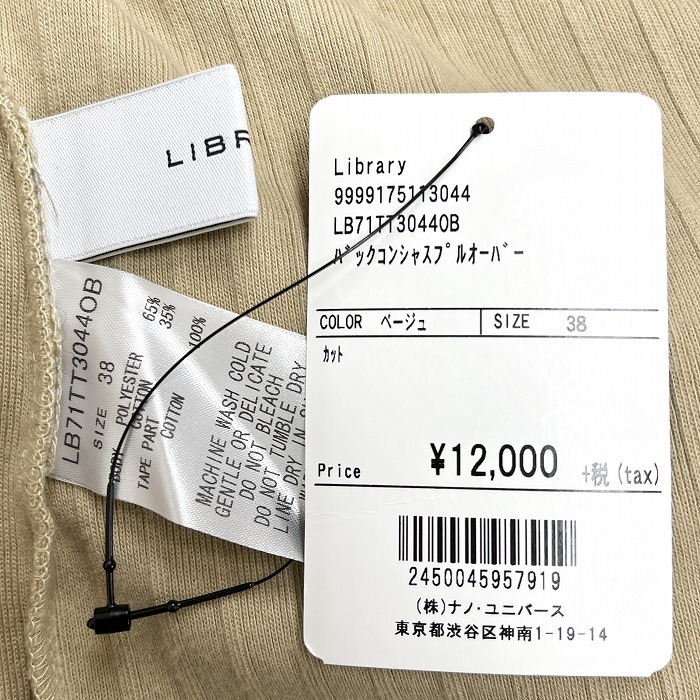 LIBR
LB71TT30440B
SIZE 38
BODY POLYESTER 65%
COTTON 35%
TAPE PART
COTTON 100%
MACHINE WASH COLD
GENTLE OR DELICATE
DO NOT BLEACH
DO NOT TUMBLE DRY
LINE DRY IN
Library
9999175113044
LB71TT30440B
ﾊﾞックコンシャスﾌﾟルオーﾊﾞー
COLOR ベージュ SIZE 38
カット
Price ¥12,000 +税(tax)
2450045957919
(株)ナノ・ユニバース
東京都渋谷区神南1-19-14